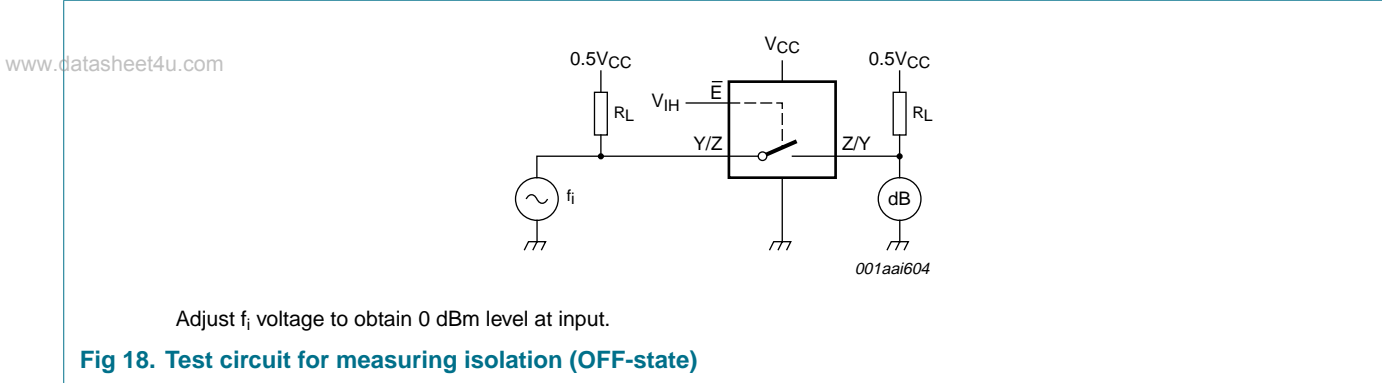 www.datasheet4u.com
0.5VCC
VCC
0.5VCC
RL
VIH
E̅
RL
Y/Z
Z/Y
fi
dB
001aai604
Adjust fi voltage to obtain 0 dBm level at input.
Fig 18. Test circuit for measuring isolation (OFF-state)